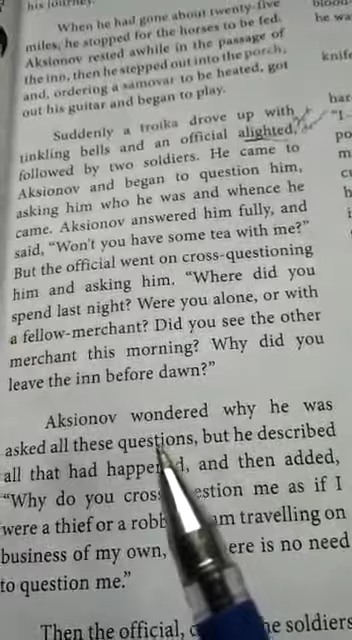 his journey.
When he had gone about twenty-five
miles, he stopped for the horses to be fed.
Aksionov rested awhile in the passage of
the inn, then he stepped out into the porch,
and, ordering a samovar to be heated, got
out his guitar and began to play.
Suddenly a troika drove up with
tinkling bells and an official alighted,
followed by two soldiers. He came to
Aksionov and began to question him,
asking him who he was and whence he
came. Aksionov answered him fully, and
said, “Won't you have some tea with me?”
But the official went on cross-questioning
him and asking him. “Where did you
spend last night? Were you alone, or with
a fellow-merchant? Did you see the other
merchant this morning? Why did you
leave the inn before dawn?”
Aksionov wondered why he was
asked all these questions, but he described
all that had happened, and then added,
“Why do you cross question me as if I
were a thief or a robb am travelling on
business of my own, ere is no need
to question me.”
Then the official, he soldiers
he wa
knife
“I